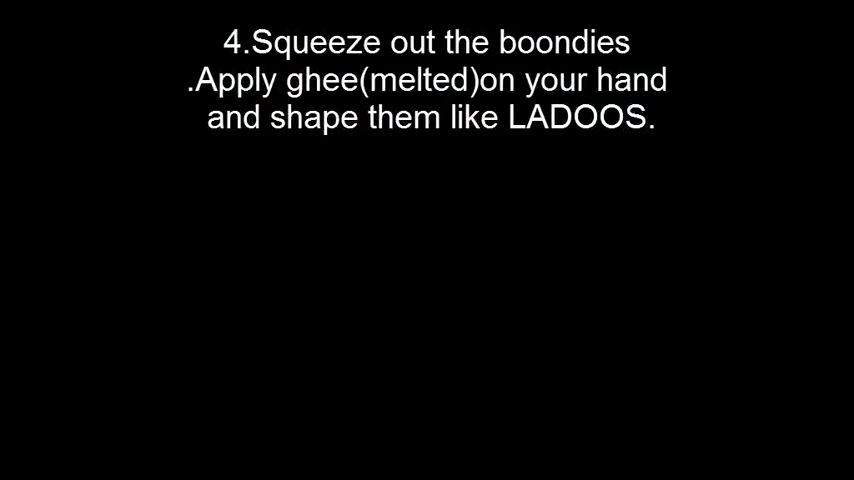 4.Squeeze out the boondies
.Apply ghee(melted)on your hand
and shape them like LADOOS.